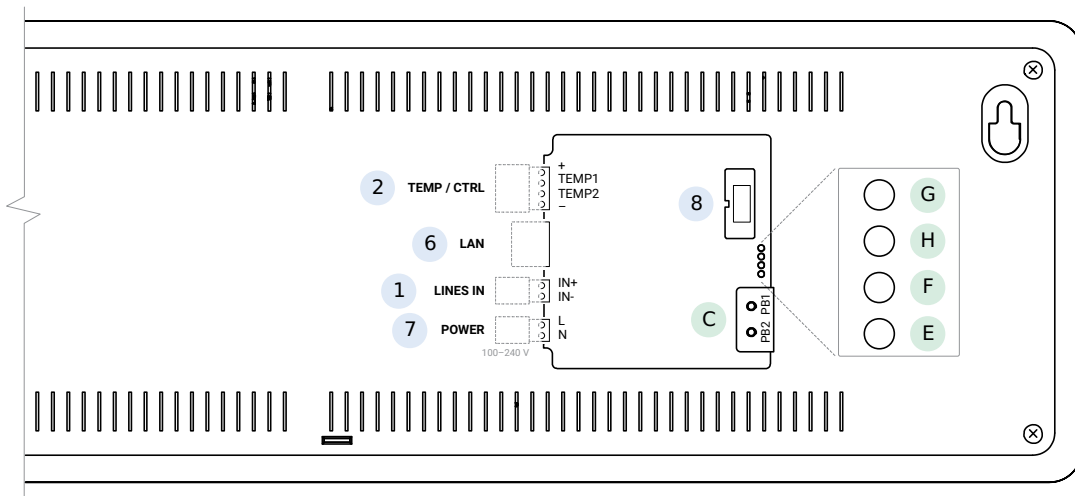 +
2 TEMP / CTRL TEMP1
TEMP2
–
8
6 LAN
1 LINES IN IN+
IN-
7 POWER L
N
100–240 V
C
PB1
PB2
G
H
F
E